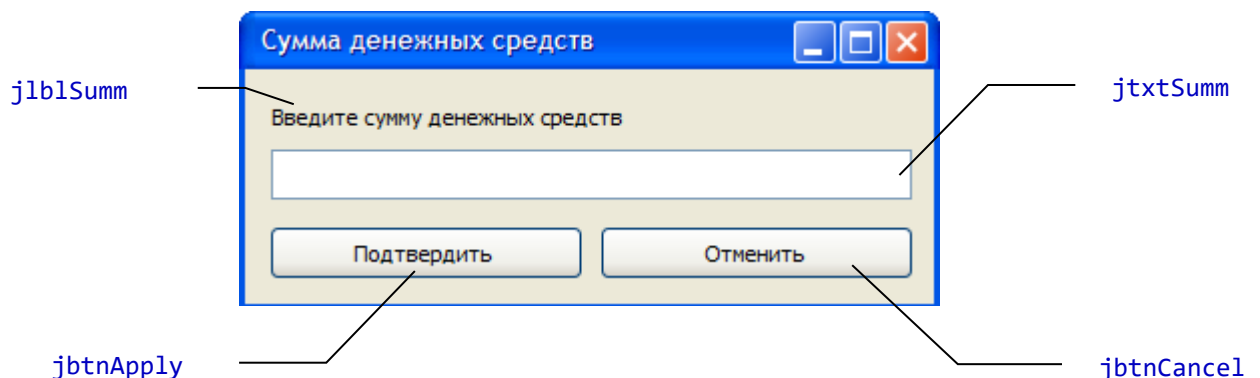 Сумма денежных средств
jlblSumm
jtxtSumm
Введите сумму денежных средств
Подтвердить
Отменить
jbtnApply
jbtnCancel